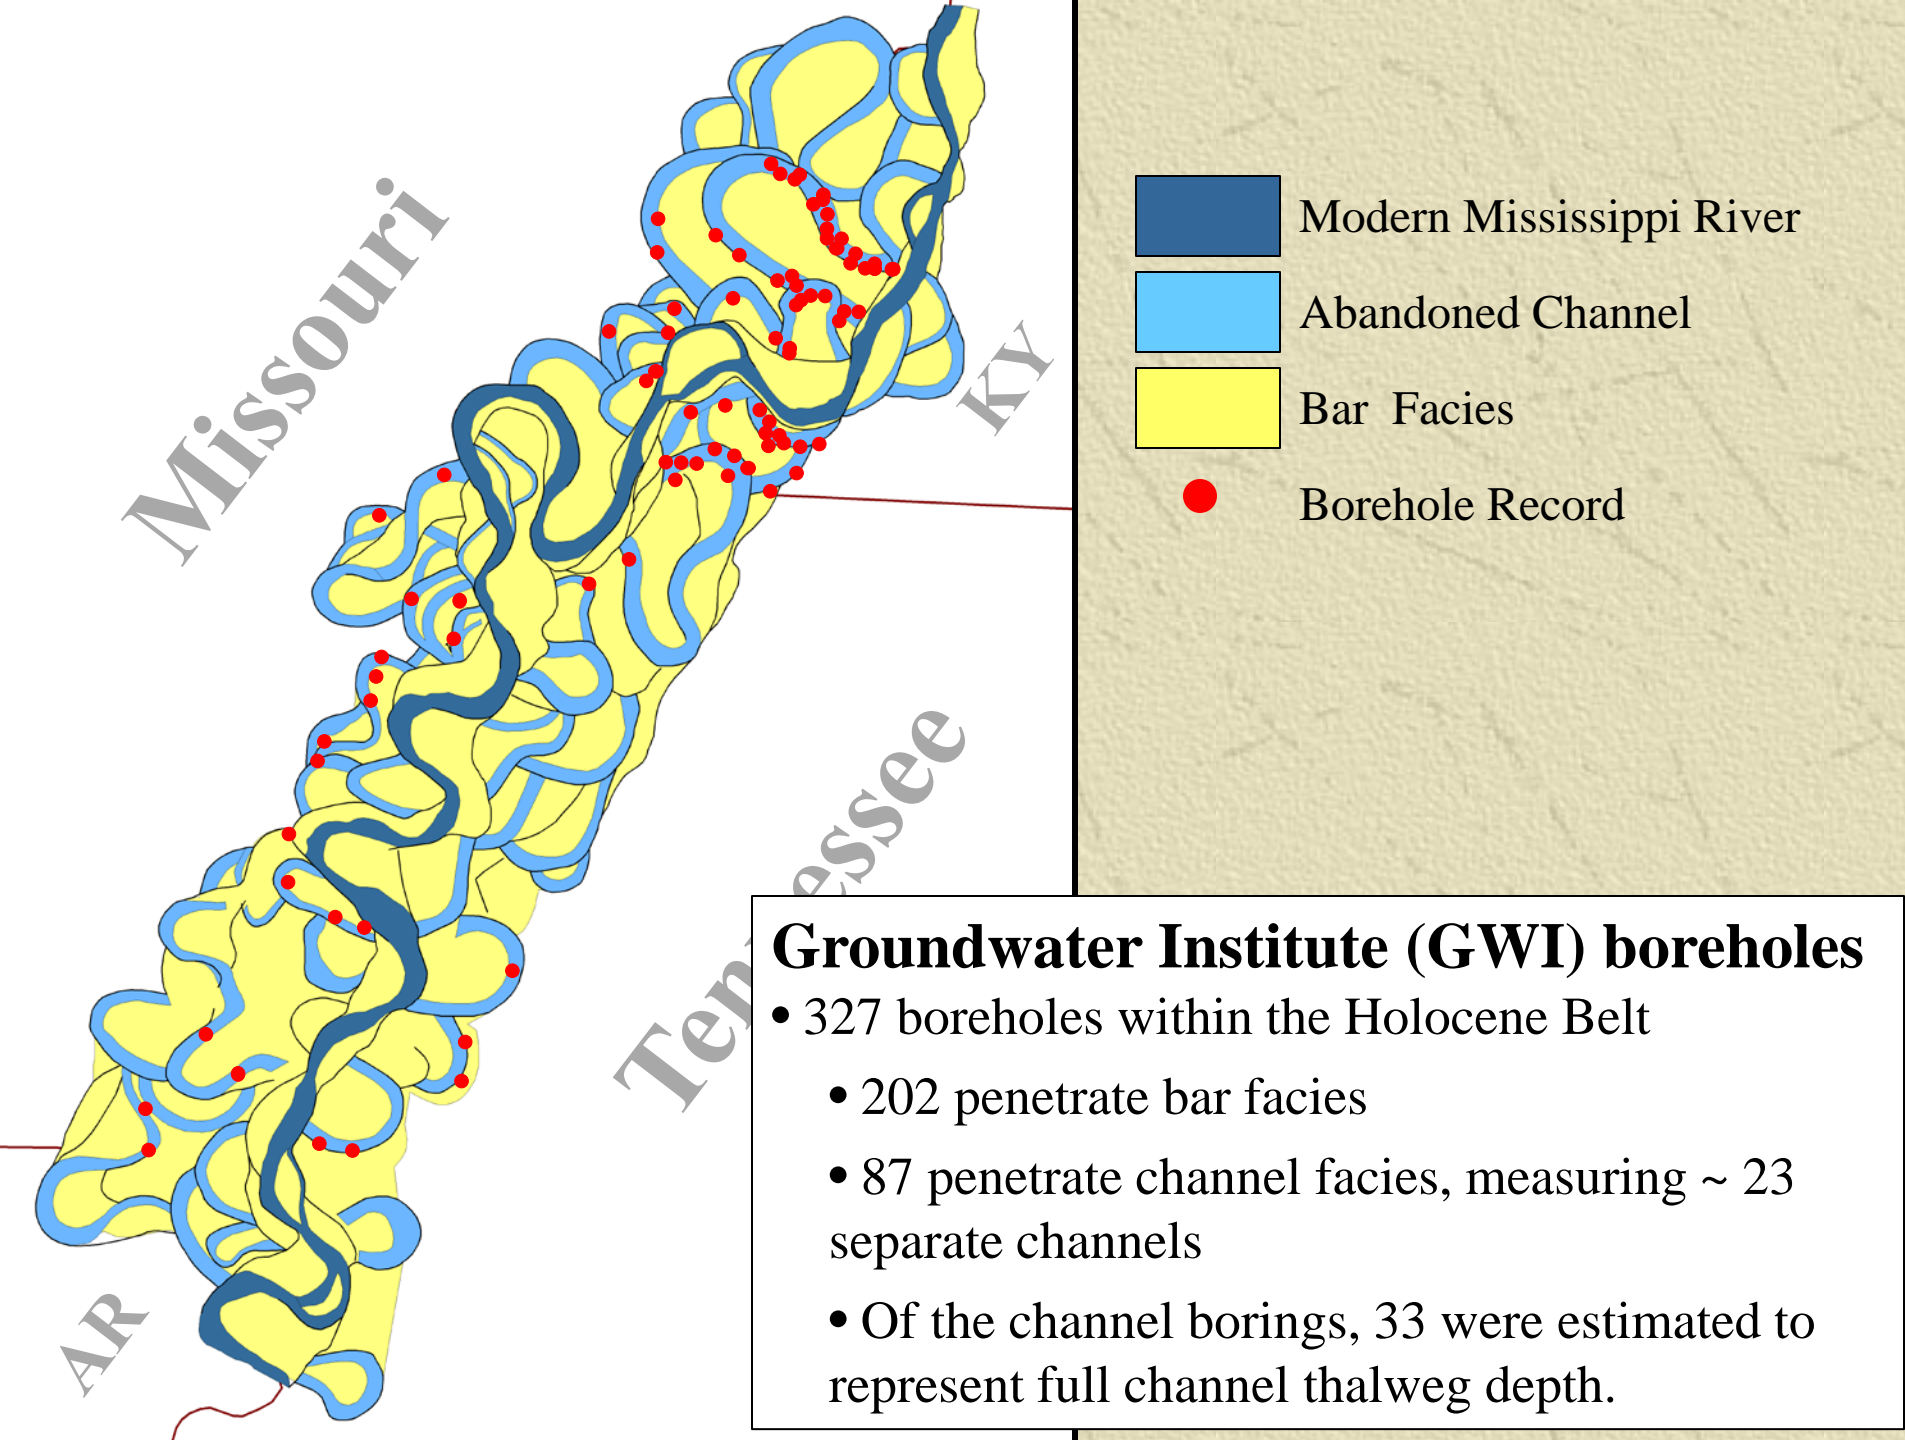 Missouri
KY
Tennessee
AR
Modern Mississippi River
Abandoned Channel
Bar Facies
Borehole Record
Groundwater Institute (GWI) boreholes
• 327 boreholes within the Holocene Belt
• 202 penetrate bar facies
• 87 penetrate channel facies, measuring ~ 23
separate channels
• Of the channel borings, 33 were estimated to
represent full channel thalweg depth.